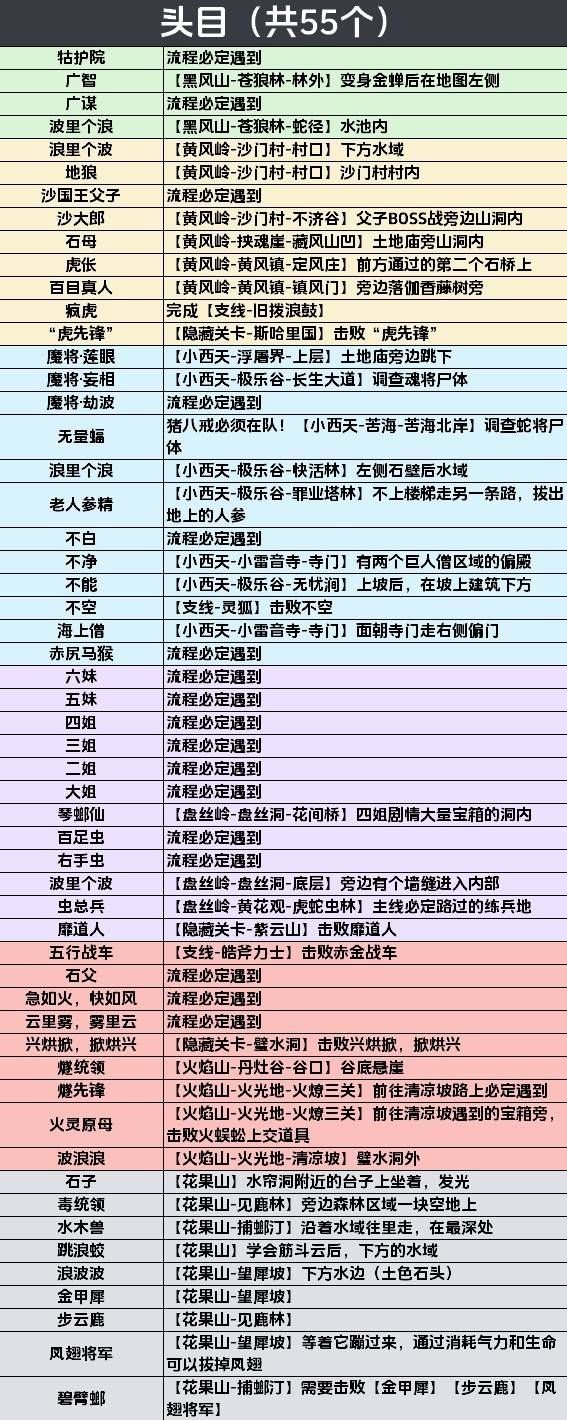 头目（共55个）
牯护院 流程必定遇到
广智 【黑风山-苍狼林-林外】变身金蝉后在地图左侧
广谋 流程必定遇到
波里个浪 【黑风山-苍狼林-蛇径】水池内
浪里个波 【黄风岭-沙门村-村口】下方水域
地狼 【黄风岭-沙门村-村口】沙门村村内
沙国王父子 流程必定遇到
沙大郎 【黄风岭-沙门村-不济谷】父子BOSS战旁边山洞内
石母 【黄风岭-挟魂崖-藏风山凹】土地庙旁山洞内
虎伥 【黄风岭-黄风镇-定风庄】前方通过的第二个石桥上
百目真人 【黄风岭-黄风镇-镇风门】旁边落伽香藤树旁
疯虎 完成【支线-旧拨浪鼓】
“虎先锋” 【隐藏关卡-斯哈里国】击败“虎先锋”
魔将·莲眼 【小西天-浮屠界-上层】土地庙旁边跳下
魔将·妄相 【小西天-极乐谷-长生大道】调查魂将尸体
魔将·劫波 流程必定遇到
无量蝠 猪八戒必须在队！【小西天-苦海-苦海北岸】调查蛇将尸
体
浪里个浪 【小西天-极乐谷-快活林】左侧石壁后水域
老人参精 【小西天-极乐谷-罪业塔林】不上楼梯走另一条路，拔出
地上的人参
不白 流程必定遇到
不净 【小西天-小雷音寺-寺门】有两个巨人僧区域的偏殿
不能 【小西天-极乐谷-无忧涧】上坡后，在坡上建筑下方
不空 【支线-灵狐】击败不空
海上僧 【小西天-小雷音寺-寺门】面朝寺门走右侧偏门
赤尻马猴 流程必定遇到
六妹 流程必定遇到
五妹 流程必定遇到
四姐 流程必定遇到
三姐 流程必定遇到
二姐 流程必定遇到
大姐 流程必定遇到
琴螂仙 【盘丝岭-盘丝洞-花间桥】四姐剧情大量宝箱的洞内
百足虫 流程必定遇到
右手虫 流程必定遇到
波里个波 【盘丝岭-盘丝洞-底层】旁边有个墙缝进入内部
虫总兵 【盘丝岭-黄花观-虎蛇虫林】主线必定路过的练兵地
靡道人 【隐藏关卡-紫云山】击败靡道人
五行战车 【支线-皓斧力士】击败赤金战车
石父 流程必定遇到
急如火，快如风 流程必定遇到
云里雾，雾里云 流程必定遇到
兴烘掀，掀烘兴 【隐藏关卡-璧水洞】击败兴烘掀，掀烘兴
燧统领 【火焰山-丹灶谷-谷口】谷底悬崖
燧先锋 【火焰山-火光地-火燎三关】前往清凉坡路上必定遇到
火灵原母 【火焰山-火光地-火燎三关】前往清凉坡遇到的宝箱旁，
击败火蜈蚣上交道具
波浪浪 【火焰山-火光地-清凉坡】璧水洞外
石子 【花果山】水帘洞附近的台子上坐着，发光
毒统领 【花果山-见鹿林】旁边森林区域一块空地上
水木兽 【花果山-捕螂汀】沿着水域往里走，在最深处
跳浪蛟 【花果山】学会筋斗云后，下方的水域
浪波波 【花果山-望犀坡】下方水边（土色石头）
金甲犀 【花果山-望犀坡】
步云鹿 【花果山-见鹿林】
凤翅将军 【花果山-望犀坡】等着它蹦过来，通过消耗气力和生命
可以拔掉凤翅
碧臂螂 【花果山-捕螂汀】需要击败【金甲犀】【步云鹿】【凤
翅将军】